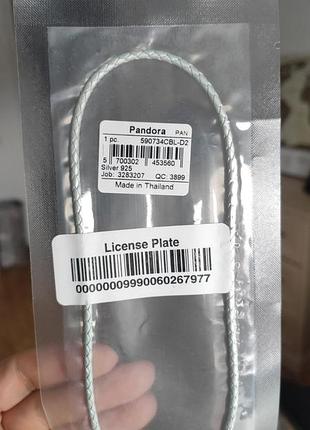 Pandora PAN
1 pc. 590734CBL-D2
5 700302 453560
Silver 925
Job: 3283207 QC: 3899
Made in Thailand
License Plate
00000009990060267977